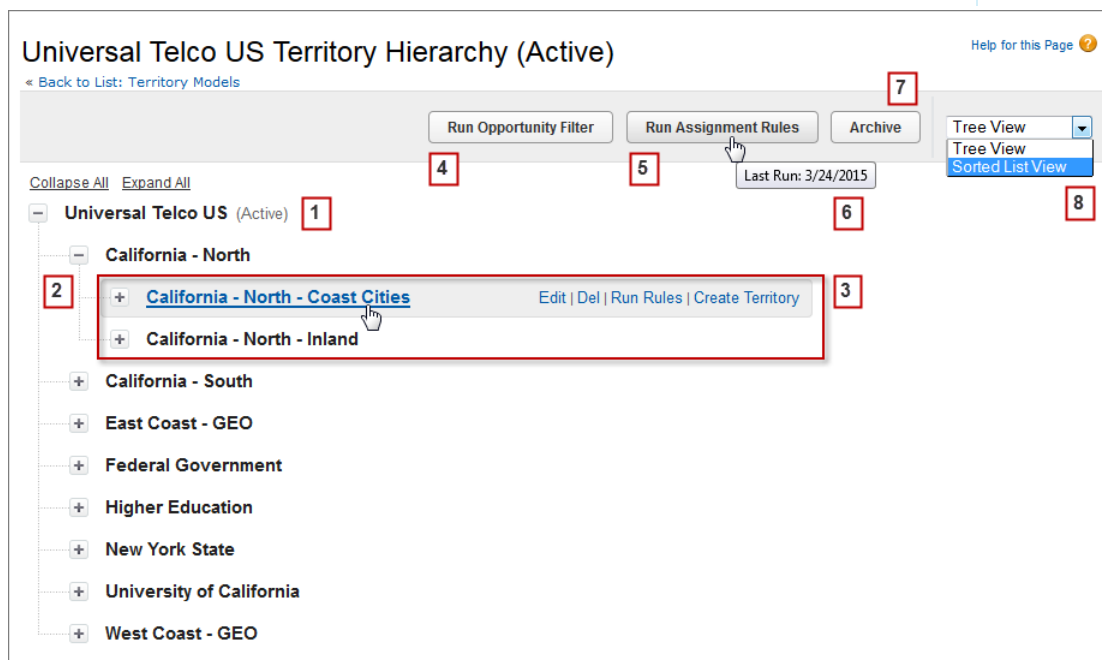 Universal Telco US Territory Hierarchy (Active)
Help for this Page ?
« Back to List: Territory Models
7
Run Opportunity Filter
Run Assignment Rules
Archive
Tree View
Tree View
Sorted List View
4
5
Last Run: 3/24/2015
6
8
Collapse All Expand All
Universal Telco US (Active) 1
California - North
2
California - North - Coast Cities
Edit | Del | Run Rules | Create Territory
3
California - North - Inland
California - South
East Coast - GEO
Federal Government
Higher Education
New York State
University of California
West Coast - GEO